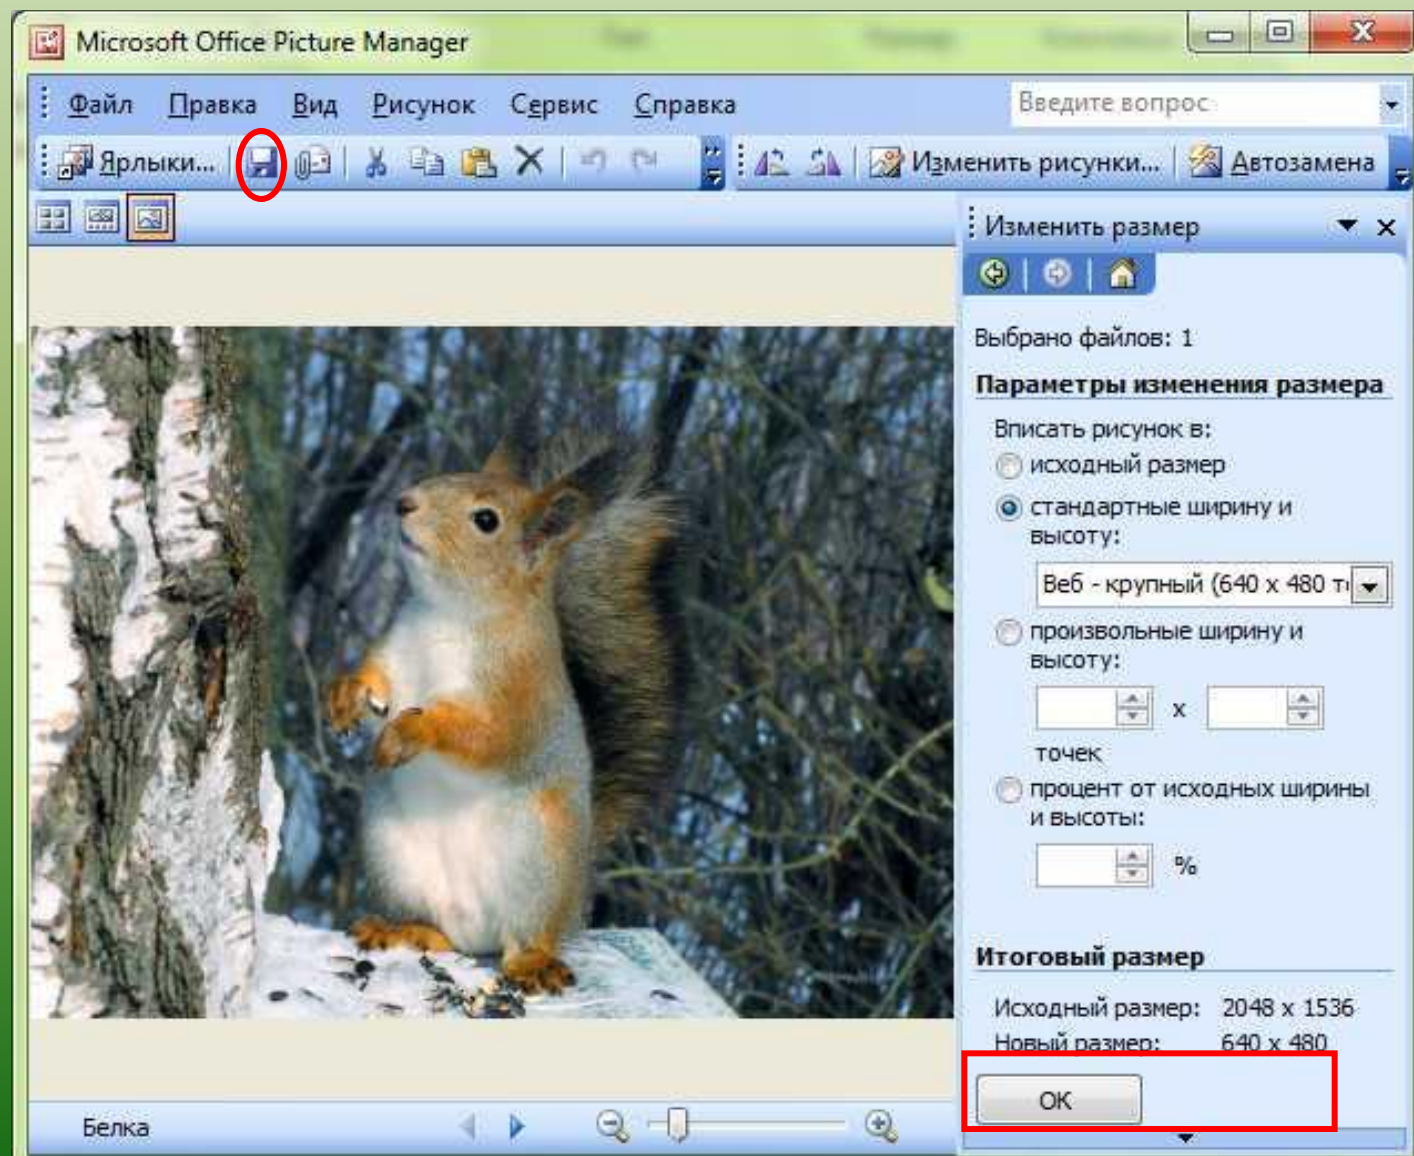 Microsoft Office Picture Manager
Файл Правка Вид Рисунок Сервис Справка Введите вопрос
Ярлыки... Изменить рисунки... Автозамена
Изменить размер
Выбрано файлов: 1
Параметры изменения размера
Вписать рисунок в:
исходный размер
стандартные ширину и
высоту:
Веб - крупный (640 x 480
произвольные ширину и
высоту:
x
точек
процент от исходных ширины
и высоты:
%
Итоговый размер
Исходный размер: 2048 x 1536
Новый размер: 640 x 480
ОК
Белка